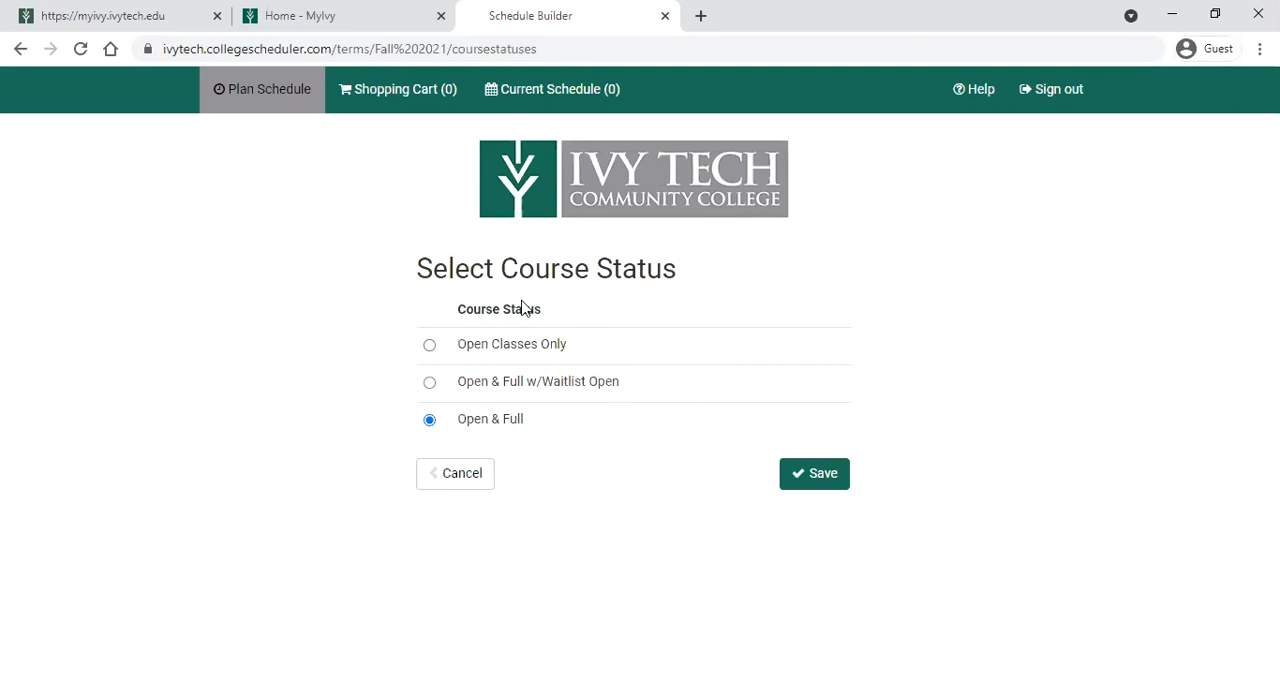 https://myivy.ivytech.edu
Home - MyIvy
Schedule Builder
ivytech.collegescheduler.com/terms/Fall%202021/coursestatuses
Guest
Plan Schedule
Shopping Cart (0)
Current Schedule (0)
Help
Sign out
IVY TECH
COMMUNITY COLLEGE
Select Course Status
Course Status
Open Classes Only
Open & Full w/Waitlist Open
Open & Full
Cancel
Save